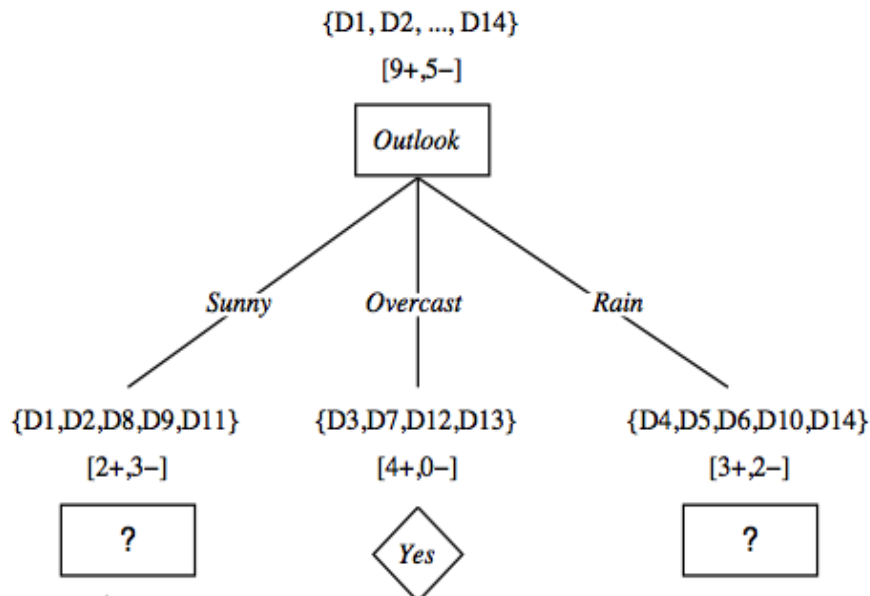 {D1, D2, ..., D14}
[9+,5−]
Outlook
Sunny
Overcast
Rain
{D1,D2,D8,D9,D11}
{D3,D7,D12,D13}
{D4,D5,D6,D10,D14}
[2+,3−]
[4+,0−]
[3+,2−]
?
Yes
?